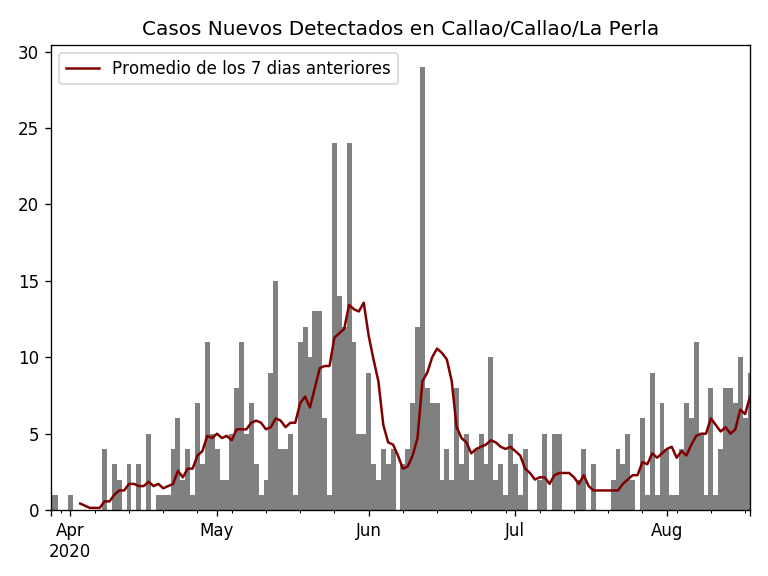 Casos Nuevos Detectados en Callao/Callao/La Perla
Promedio de los 7 dias anteriores
30
25
20
15
10
5
0
Apr May Jun Jul Aug
2020